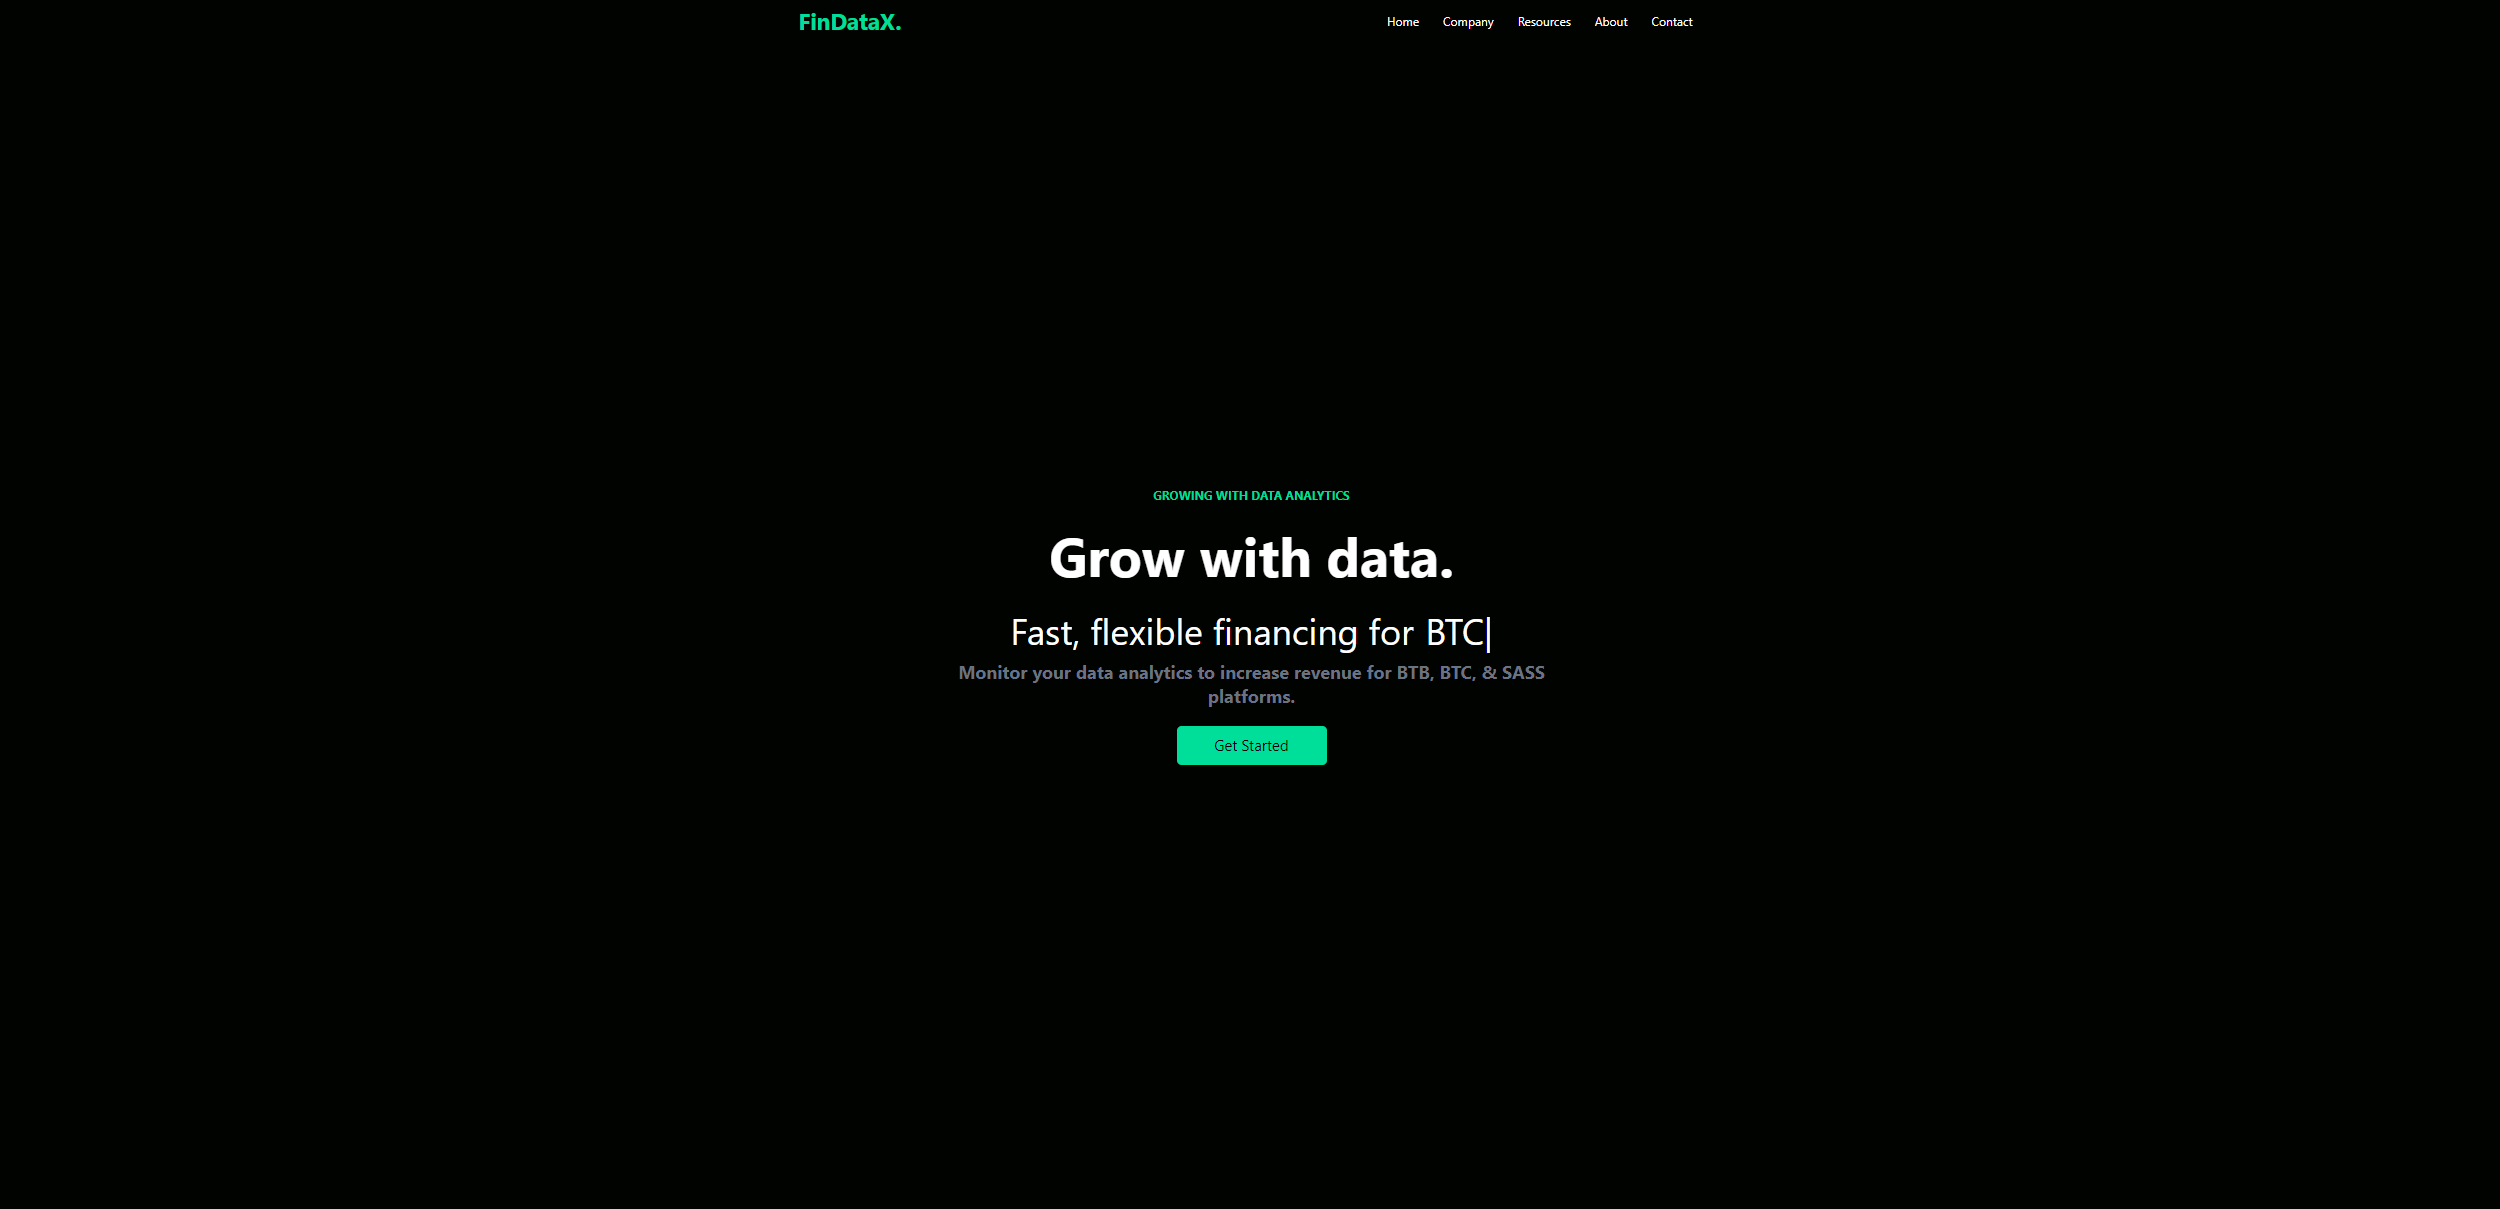 FinDataX.
Home Company Resources About Contact
GROWING WITH DATA ANALYTICS
Grow with data.
Fast, flexible financing for BTC|
Monitor your data analytics to increase revenue for BTB, BTC, & SASS
platforms.
Get Started